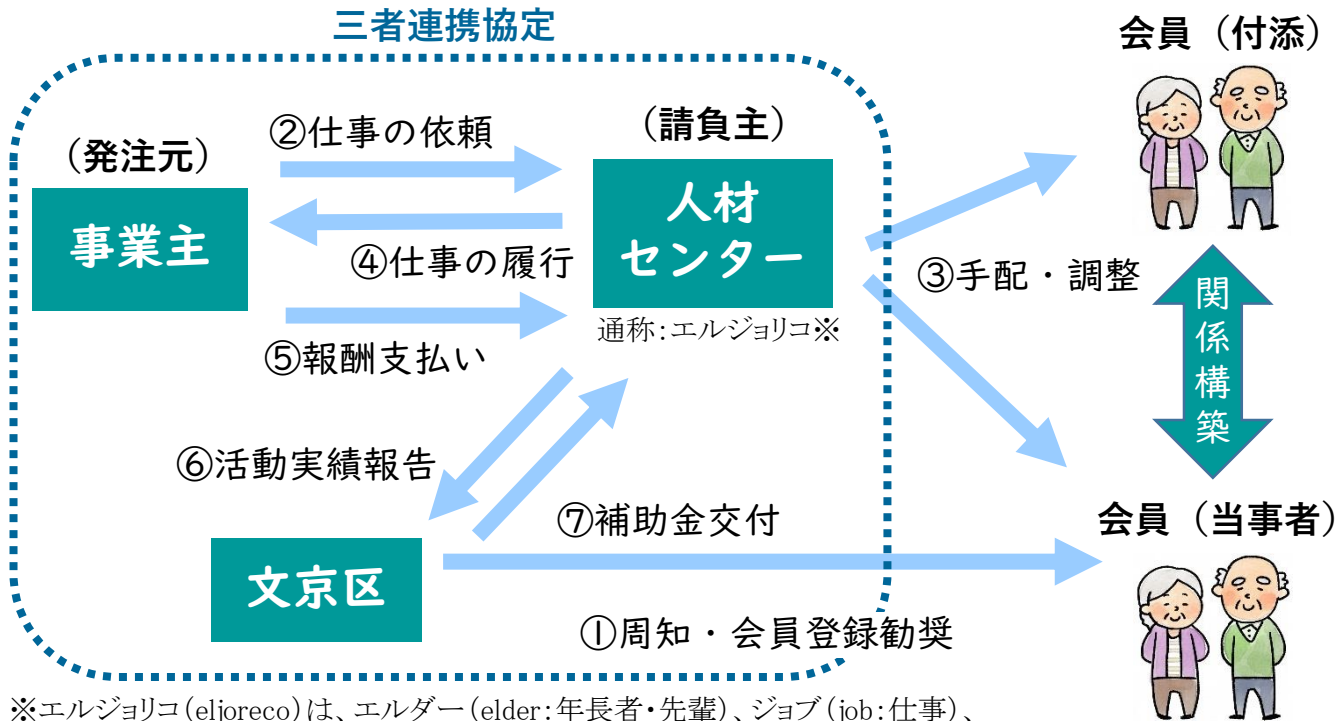 三者連携協定
会員（付添）
②仕事の依頼
（請負主）
（発注元）
人材
センター
事業主
④仕事の履行
③手配・調整
通称：エルジョリコ※
⑤報酬支払い
関係構築
⑥活動実績報告
⑦補助金交付
会員（当事者）
文京区
①周知・会員登録勧奨
※エルジョリコ（eljoreco）は、エルダー（elder：年長者・先輩）、ジョブ（job：仕事）、